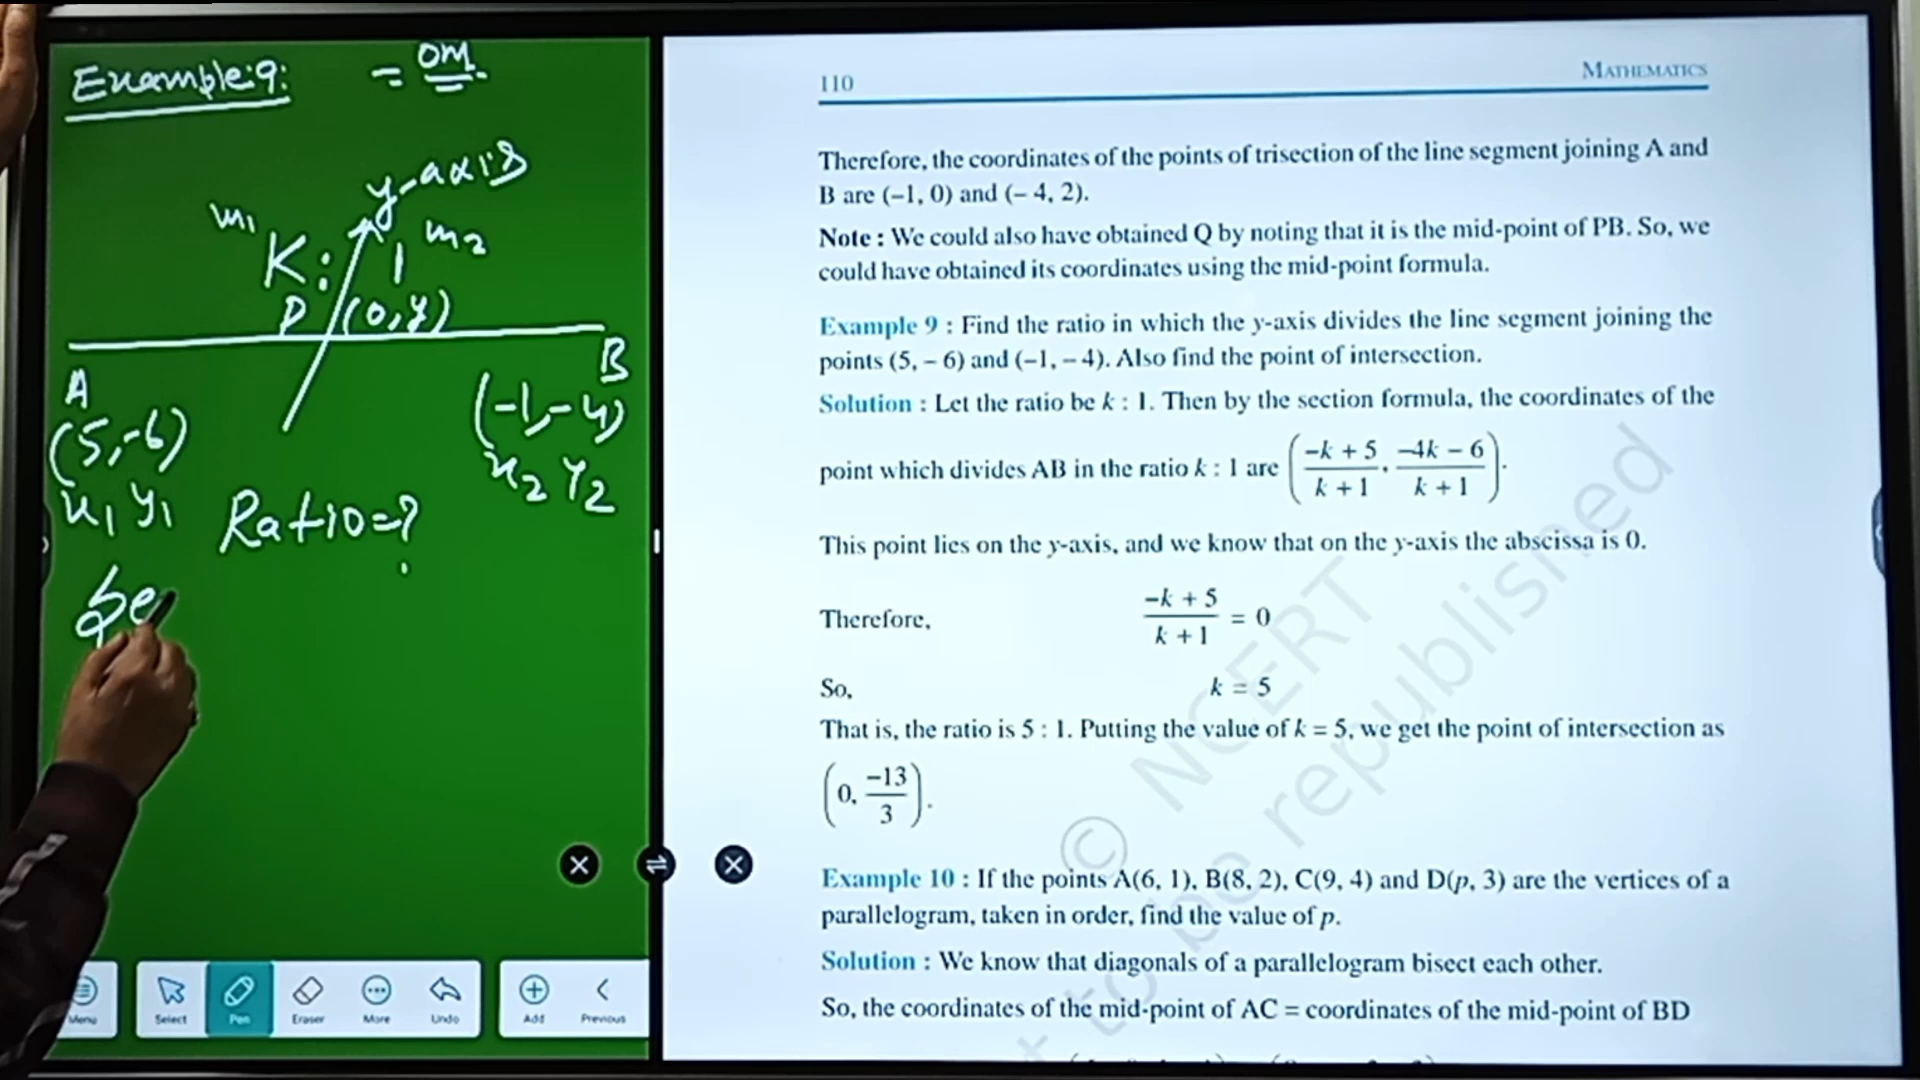 Example:9: = om
y-axis
m1 m2
K : 1
P (0,y)
A B
(5,-6) (-1,-4)
x1 y1 x2 y2
Ratio=?
Se
Menu Select Pen Eraser More Undo Add Previous
110 MATHEMATICS
Therefore, the coordinates of the points of trisection of the line segment joining A and
B are (–1, 0) and (– 4, 2).
Note : We could also have obtained Q by noting that it is the mid-point of PB. So, we
could have obtained its coordinates using the mid-point formula.
Example 9 : Find the ratio in which the y-axis divides the line segment joining the
points (5, – 6) and (–1, – 4). Also find the point of intersection.
Solution : Let the ratio be k : 1. Then by the section formula, the coordinates of the
point which divides AB in the ratio k : 1 are (−k + 5 / k + 1, −4k − 6 / k + 1).
This point lies on the y-axis, and we know that on the y-axis the abscissa is 0.
Therefore, −k + 5 / k + 1 = 0
So, k = 5
That is, the ratio is 5 : 1. Putting the value of k = 5, we get the point of intersection as
(0, −13 / 3).
Example 10 : If the points A(6, 1), B(8, 2), C(9, 4) and D(p, 3) are the vertices of a
parallelogram, taken in order, find the value of p.
Solution : We know that diagonals of a parallelogram bisect each other.
So, the coordinates of the mid-point of AC = coordinates of the mid-point of BD
© NCERT
to be republished